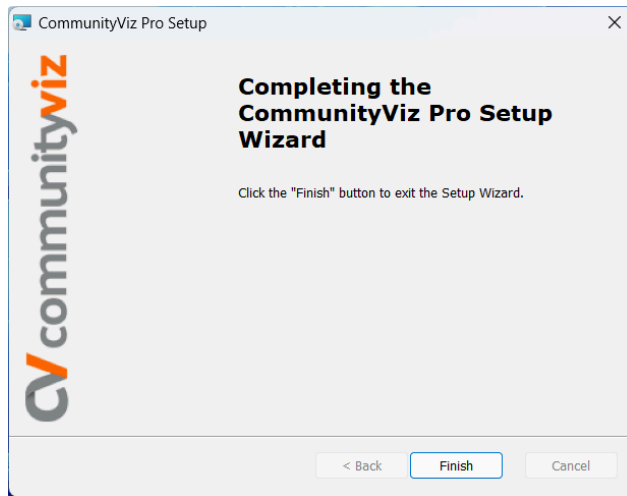 CommunityViz Pro Setup
CV communityviz
Completing the
CommunityViz Pro Setup
Wizard
Click the "Finish" button to exit the Setup Wizard.
< Back
Finish
Cancel